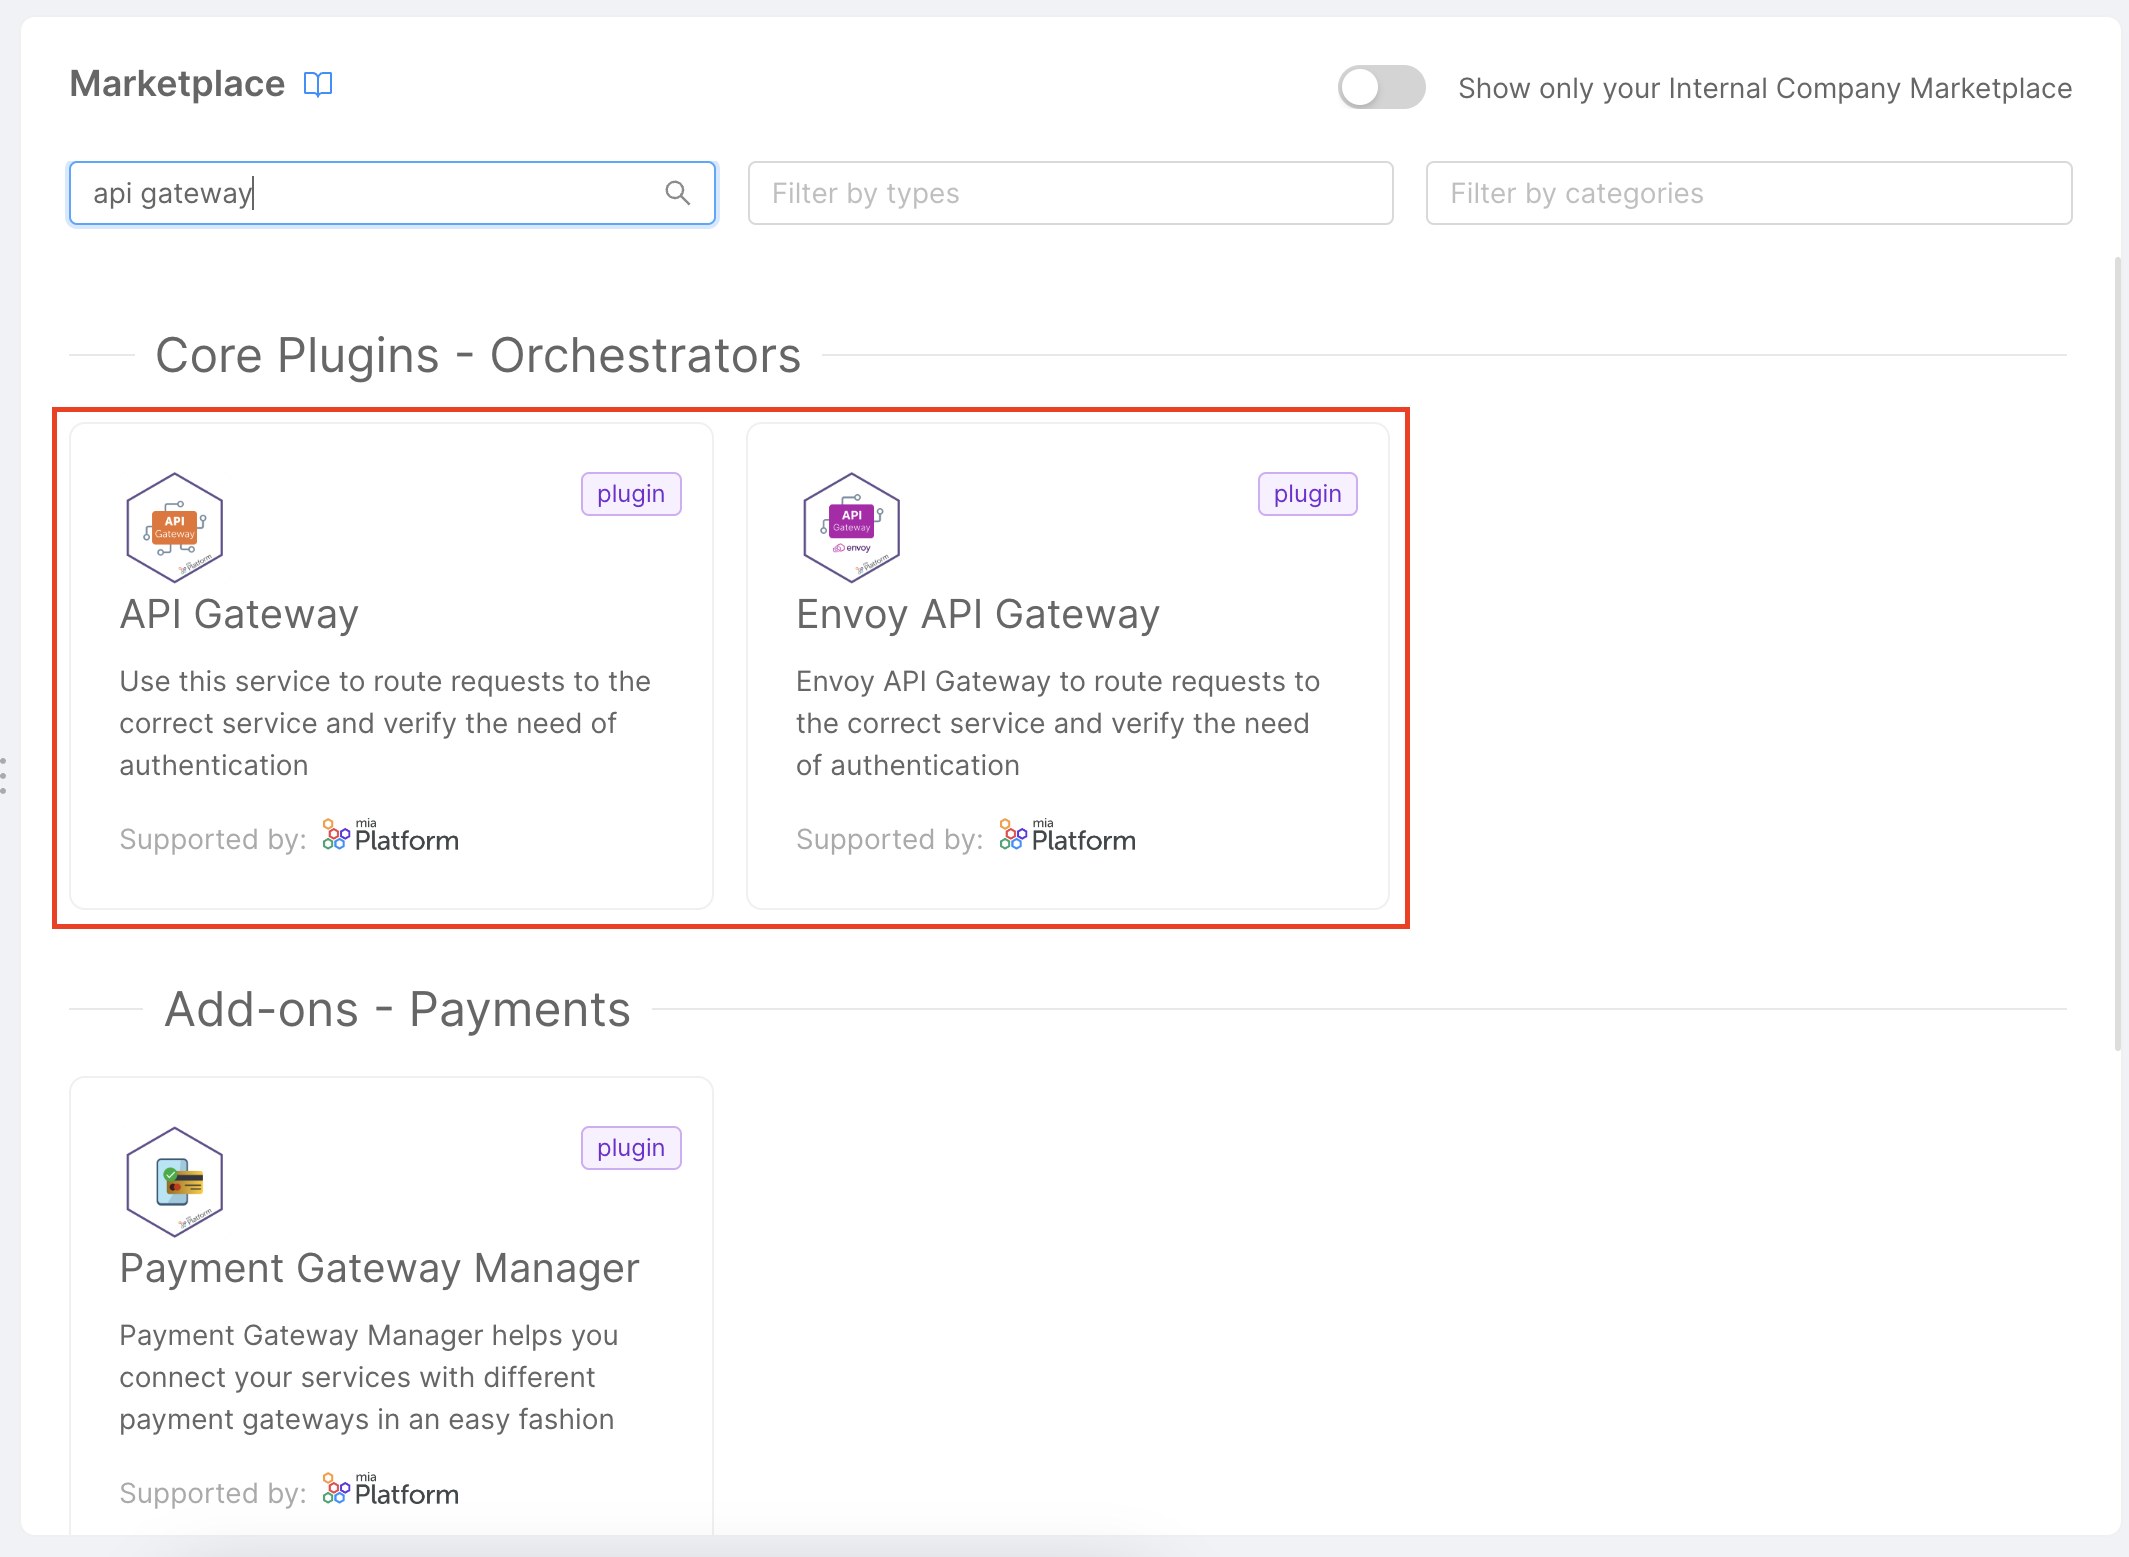 Marketplace
Show only your Internal Company Marketplace
api gateway
Filter by types
Filter by categories
Core Plugins - Orchestrators
API
Gateway
Platform
plugin
API Gateway
Use this service to route requests to the
correct service and verify the need of
authentication
Supported by: mia
Platform
API
Gateway
envoy
Platform
plugin
Envoy API Gateway
Envoy API Gateway to route requests to
the correct service and verify the need
of authentication
Supported by: mia
Platform
Add-ons - Payments
Platform
plugin
Payment Gateway Manager
Payment Gateway Manager helps you
connect your services with different
payment gateways in an easy fashion
Supported by: mia
Platform